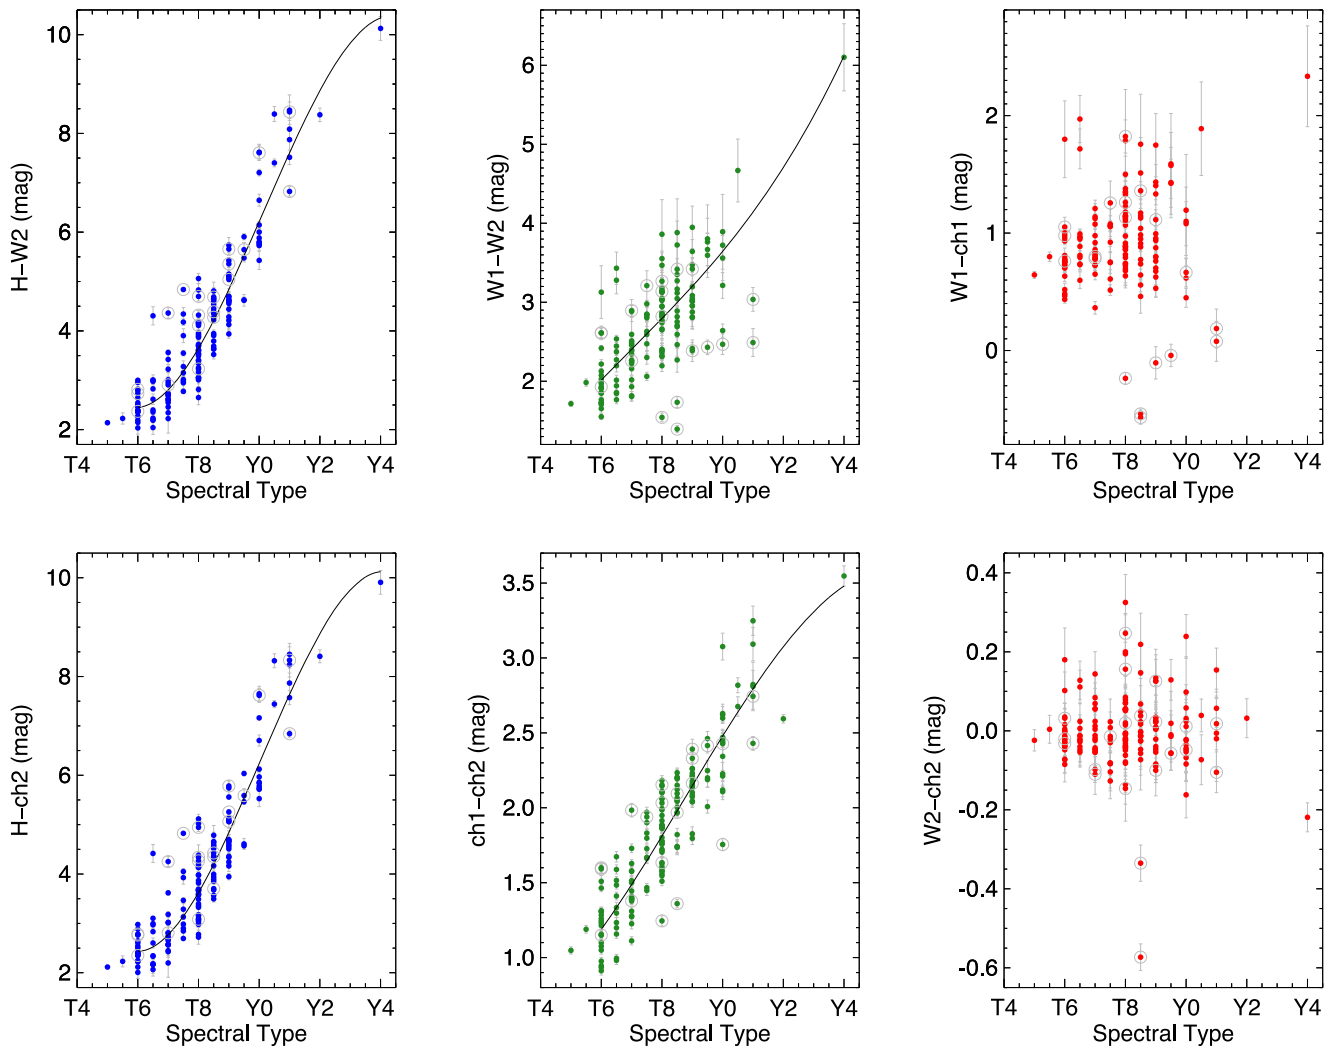 10
8
6
4
2
H−W2 (mag)
T4 T6 T8 Y0 Y2 Y4
Spectral Type
6
5
4
3
2
W1−W2 (mag)
T4 T6 T8 Y0 Y2 Y4
Spectral Type
2
1
0
W1−ch1 (mag)
T4 T6 T8 Y0 Y2 Y4
Spectral Type
10
8
6
4
2
H−ch2 (mag)
T4 T6 T8 Y0 Y2 Y4
Spectral Type
3.5
3.0
2.5
2.0
1.5
1.0
ch1−ch2 (mag)
T4 T6 T8 Y0 Y2 Y4
Spectral Type
0.4
0.2
0.0
-0.2
-0.4
-0.6
W2−ch2 (mag)
T4 T6 T8 Y0 Y2 Y4
Spectral Type